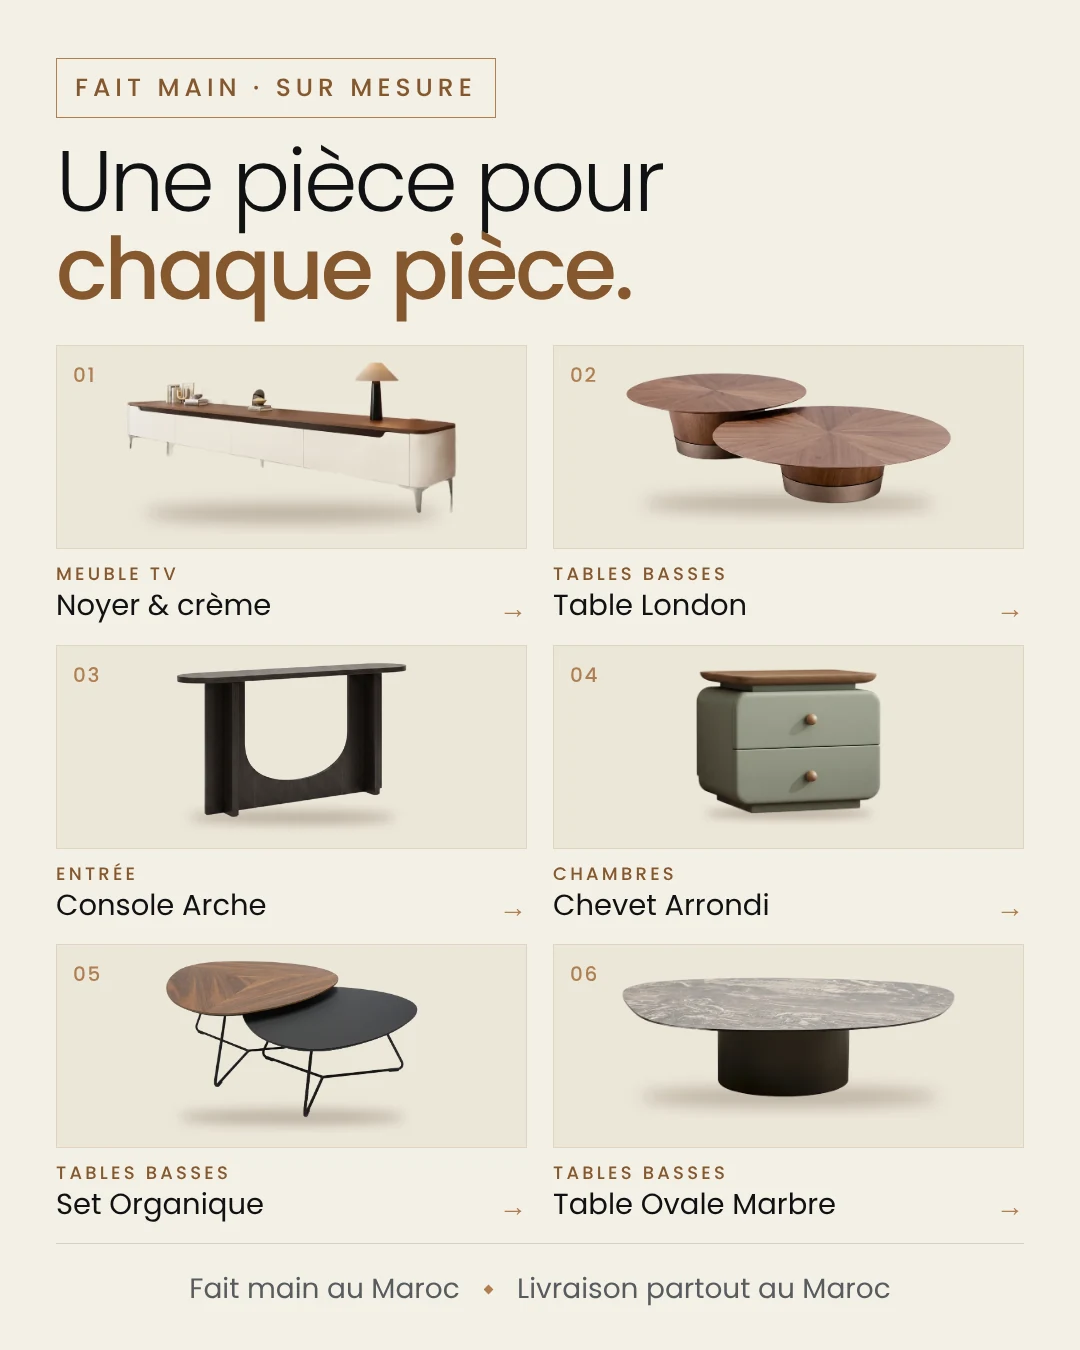 FAIT MAIN · SUR MESURE
Une pièce pour
chaque pièce.
01
02
MEUBLE TV
Noyer & crème →
TABLES BASSES
Table London →
03
04
ENTRÉE
Console Arche →
CHAMBRES
Chevet Arrondi →
05
06
TABLES BASSES
Set Organique →
TABLES BASSES
Table Ovale Marbre →
Fait main au Maroc ◆ Livraison partout au Maroc